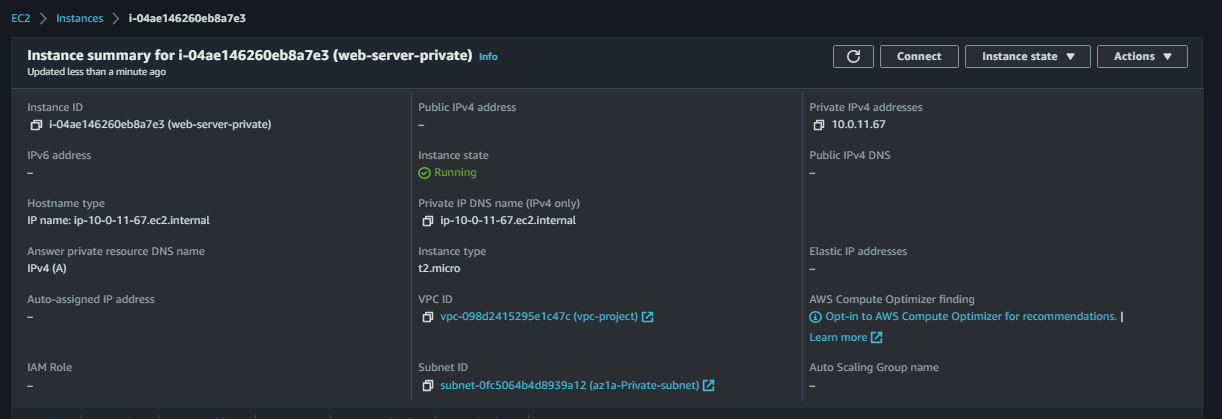 EC2 > Instances > i-04ae146260eb8a7e3
Instance summary for i-04ae146260eb8a7e3 (web-server-private) Info
Updated less than a minute ago
Connect
Instance state
Actions
Instance ID
i-04ae146260eb8a7e3 (web-server-private)
Public IPv4 address
–
Private IPv4 addresses
10.0.11.67
IPv6 address
–
Instance state
Running
Public IPv4 DNS
–
Hostname type
IP name: ip-10-0-11-67.ec2.internal
Private IP DNS name (IPv4 only)
ip-10-0-11-67.ec2.internal
Answer private resource DNS name
IPv4 (A)
Instance type
t2.micro
Elastic IP addresses
–
Auto-assigned IP address
–
VPC ID
vpc-098d2415295e1c47c (vpc-project)
AWS Compute Optimizer finding
Opt-in to AWS Compute Optimizer for recommendations. |
Learn more
IAM Role
–
Subnet ID
subnet-0fc5064b4d8939a12 (az1a-Private-subnet)
Auto Scaling Group name
–